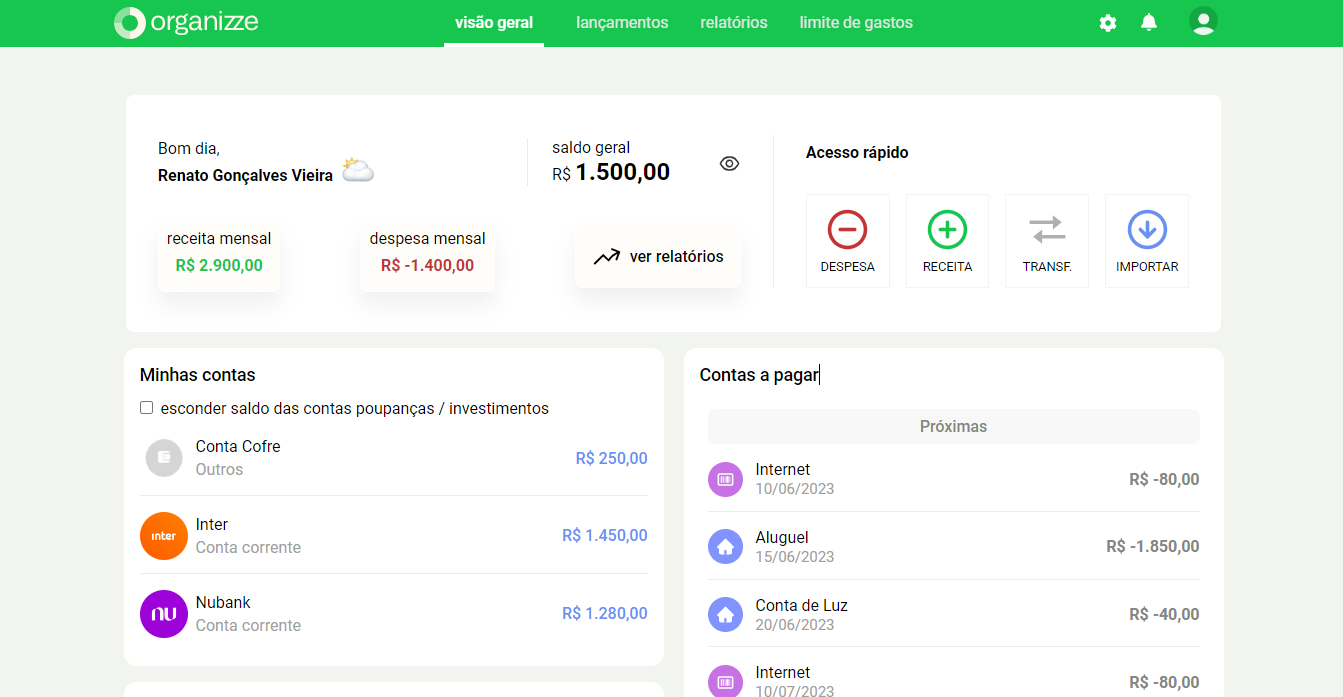 organizze
visão geral
lançamentos
relatórios
limite de gastos
Bom dia,
Renato Gonçalves Vieira
saldo geral
R$ 1.500,00
receita mensal
R$ 2.900,00
despesa mensal
R$ -1.400,00
ver relatórios
Acesso rápido
DESPESA
RECEITA
TRANSF.
IMPORTAR
Minhas contas
esconder saldo das contas poupanças / investimentos
Conta Cofre
Outros
R$ 250,00
inter
Inter
Conta corrente
R$ 1.450,00
nu
Nubank
Conta corrente
R$ 1.280,00
Contas a pagar
Próximas
Internet
10/06/2023
R$ -80,00
Aluguel
15/06/2023
R$ -1.850,00
Conta de Luz
20/06/2023
R$ -40,00
Internet
10/07/2023
R$ -80,00